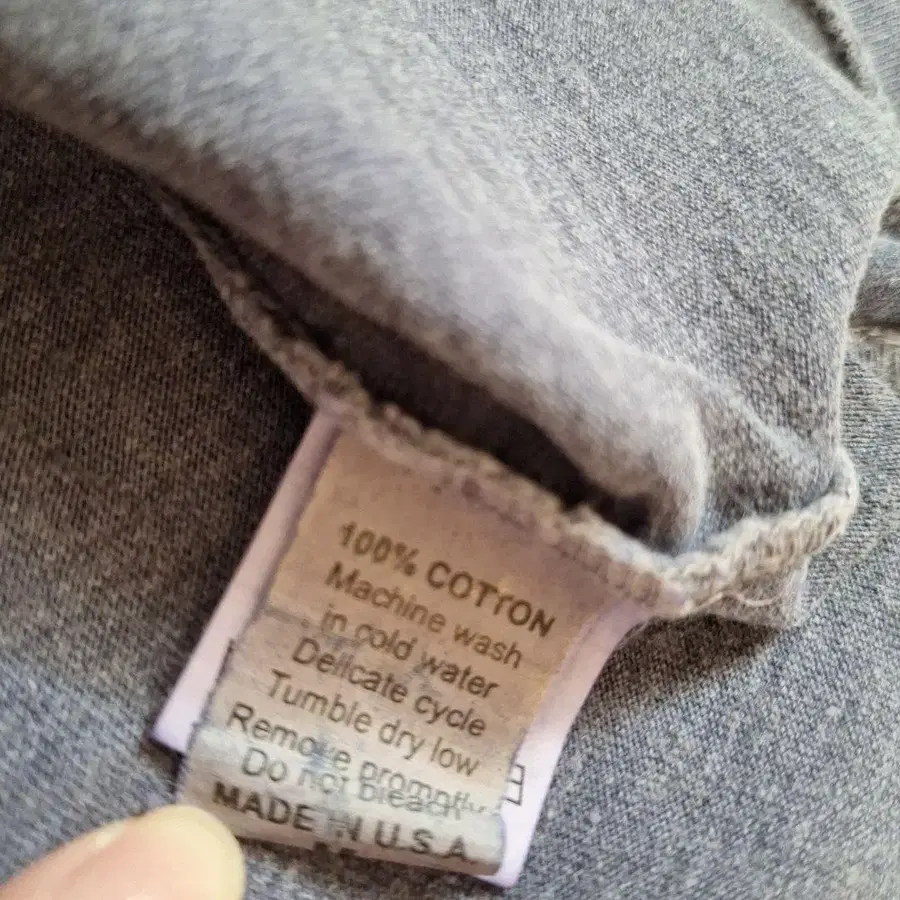 100% COTTON
Machine wash
in cold water
Delicate cycle
Tumble dry low
Remove promptly
Do not bleach
MADE IN U.S.A.